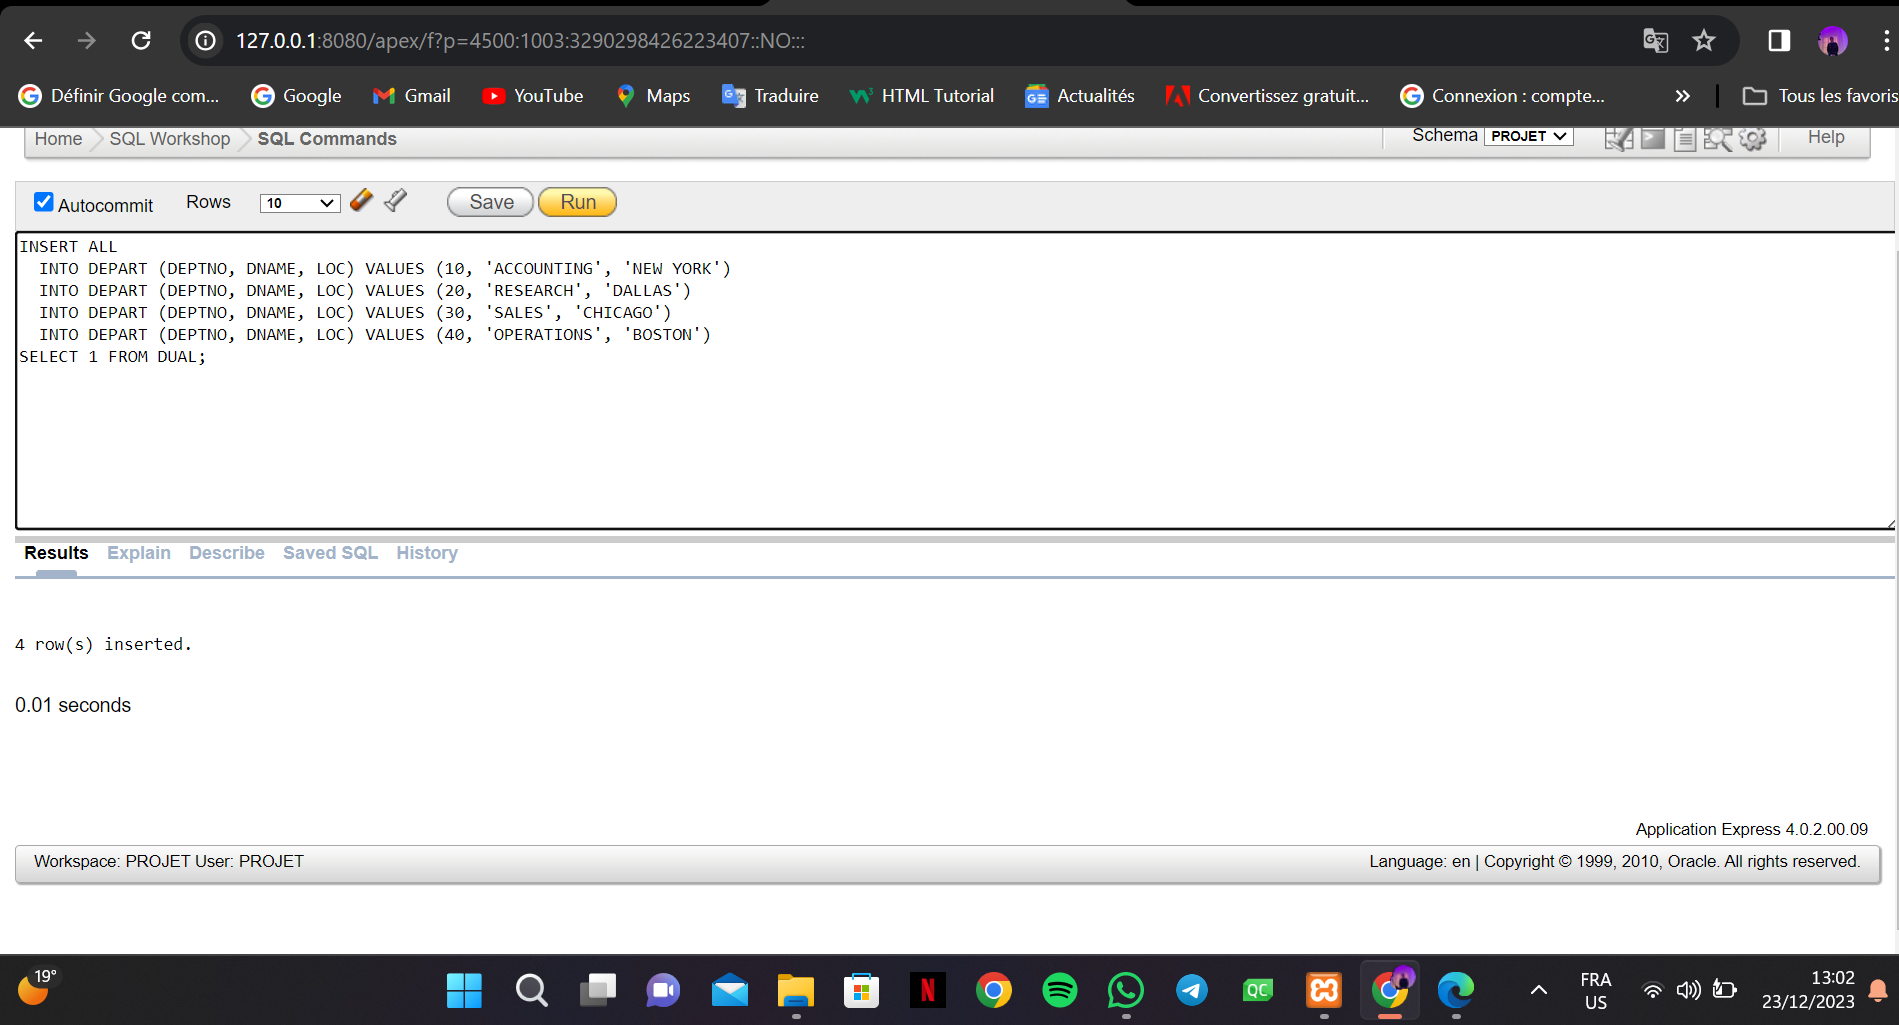 127.0.0.1:8080/apex/f?p=4500:1003:3290298426223407::NO:::
Définir Google com... Google Gmail YouTube Maps Traduire HTML Tutorial Actualités Convertissez gratuit... Connexion : compte... » Tous les favoris
Home SQL Workshop SQL Commands Schema PROJET Help
Autocommit Rows 10 Save Run
INSERT ALL
INTO DEPART (DEPTNO, DNAME, LOC) VALUES (10, 'ACCOUNTING', 'NEW YORK')
INTO DEPART (DEPTNO, DNAME, LOC) VALUES (20, 'RESEARCH', 'DALLAS')
INTO DEPART (DEPTNO, DNAME, LOC) VALUES (30, 'SALES', 'CHICAGO')
INTO DEPART (DEPTNO, DNAME, LOC) VALUES (40, 'OPERATIONS', 'BOSTON')
SELECT 1 FROM DUAL;
Results Explain Describe Saved SQL History
4 row(s) inserted.
0.01 seconds
Application Express 4.0.2.00.09
Workspace: PROJET User: PROJET Language: en | Copyright © 1999, 2010, Oracle. All rights reserved.
19° N QC FRA 13:02
US 23/12/2023